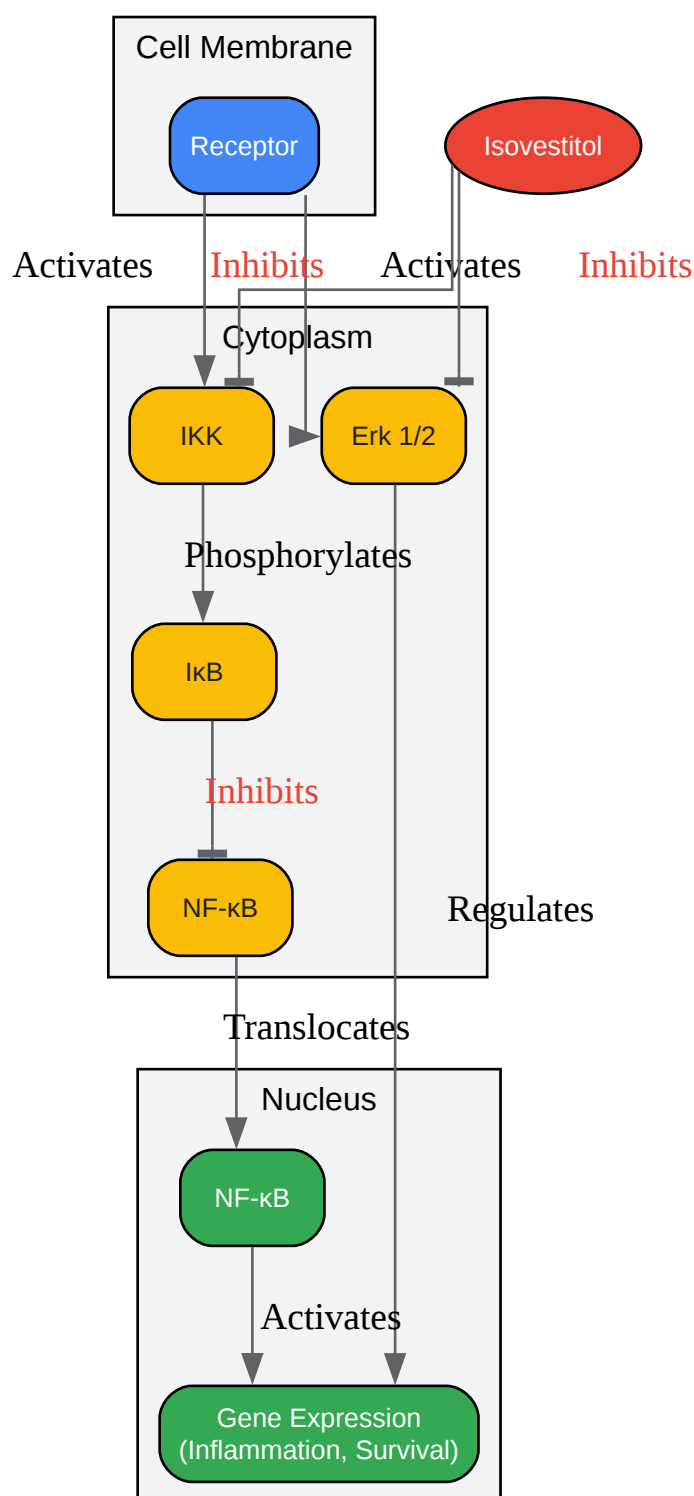 Cell Membrane
Receptor
Isovestitol
Activates
Inhibits
Activates
Inhibits
Cytoplasm
IKK
Erk 1/2
Phosphorylates
IκB
Inhibits
NF-κB
Regulates
Translocates
Nucleus
NF-κB
Activates
Gene Expression
(Inflammation, Survival)